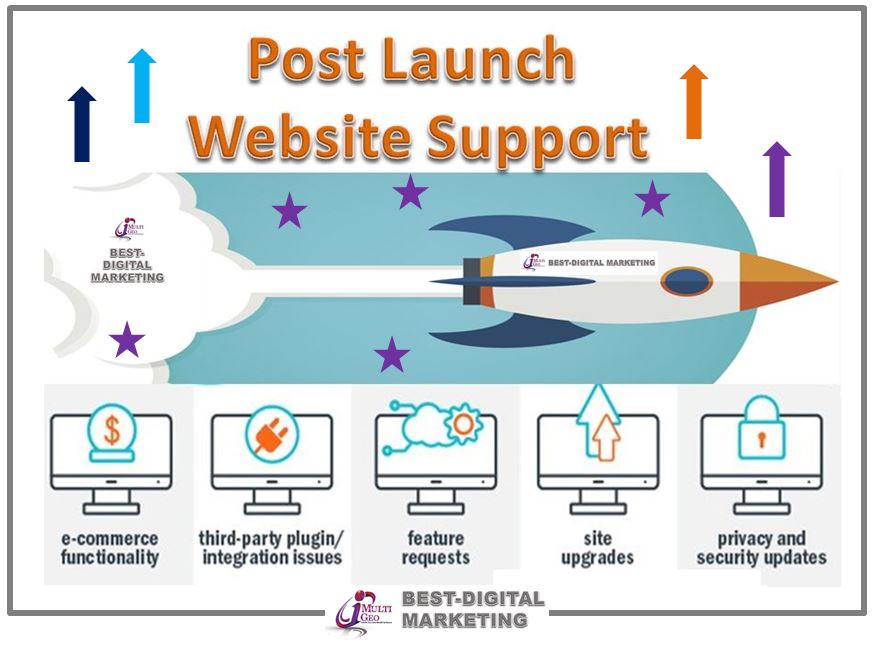 Post Launch
Website Support
MULTI
GEO
BEST-
DIGITAL
MARKETING
MULTI
GEO
BEST-DIGITAL MARKETING
$
e-commerce
functionality
third-party plugin/
integration issues
feature
requests
site
upgrades
privacy and
security updates
MULTI
GEO
BEST-DIGITAL
MARKETING